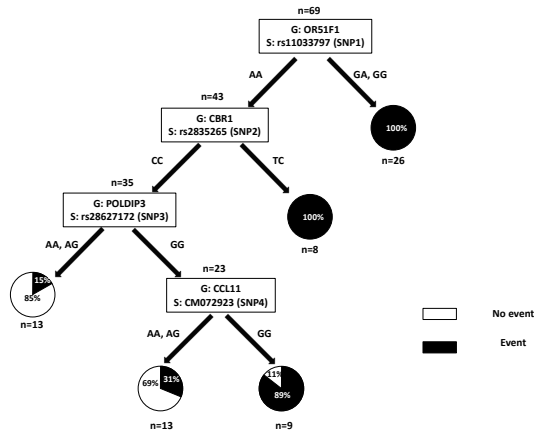 n=69
G: OR51F1
S: rs11033797 (SNP1)
AA
GA, GG
n=43
G: CBR1
S: rs2835265 (SNP2)
100%
n=26
CC
TC
n=35
G: POLDIP3
S: rs28627172 (SNP3)
100%
n=8
AA, AG
GG
n=23
G: CCL11
S: CM072923 (SNP4)
15%
85%
n=13
AA, AG
GG
No event
Event
69%
31%
11%
89%
n=13
n=9